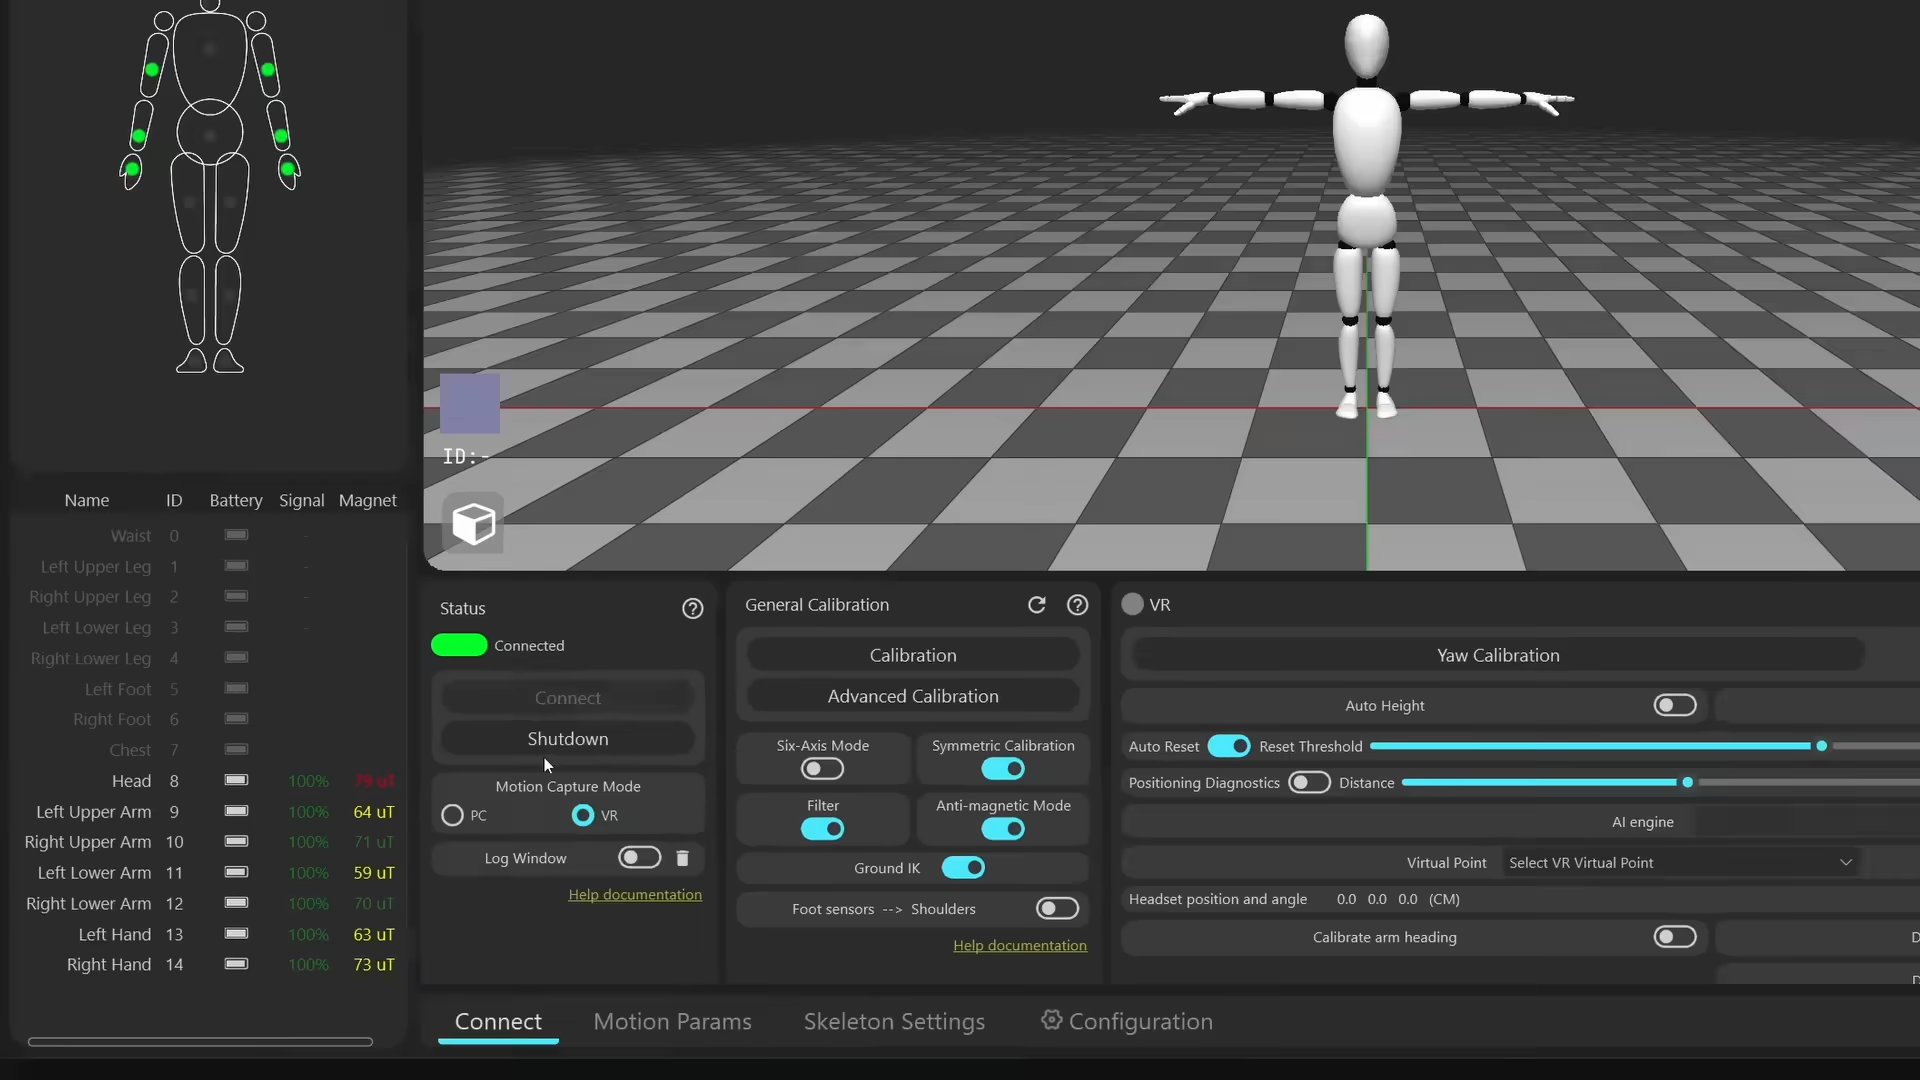 ID:-
Name ID Battery Signal Magnet
Waist 0 -
Left Upper Leg 1 -
Right Upper Leg 2 -
Left Lower Leg 3 -
Right Lower Leg 4
Left Foot 5
Right Foot 6
Chest 7
Head 8 100% 79 uT
Left Upper Arm 9 100% 64 uT
Right Upper Arm 10 100% 71 uT
Left Lower Arm 11 100% 59 uT
Right Lower Arm 12 100% 70 uT
Left Hand 13 100% 63 uT
Right Hand 14 100% 73 uT
Status
Connected
Connect
Shutdown
Motion Capture Mode
PC VR
Log Window
Help documentation
General Calibration
Calibration
Advanced Calibration
Six-Axis Mode Symmetric Calibration
Filter Anti-magnetic Mode
Ground IK
Foot sensors --> Shoulders
Help documentation
VR
Yaw Calibration
Auto Height
Auto Reset Reset Threshold
Positioning Diagnostics Distance
AI engine
Virtual Point Select VR Virtual Point
Headset position and angle 0.0 0.0 0.0 (CM)
Calibrate arm heading
Connect Motion Params Skeleton Settings Configuration